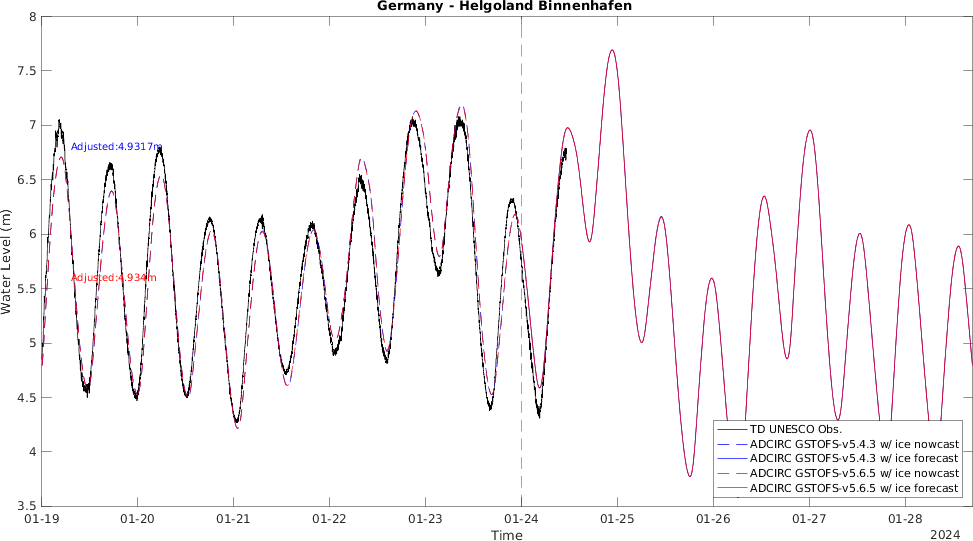 Germany - Helgoland Binnenhafen
8
7.5
7
6.5
6
5.5
5
4.5
4
3.5
Water Level (m)
Adjusted:4.9317m
Adjusted:4.934m
TD UNESCO Obs.
ADCIRC GSTOFS-v5.4.3 w/ ice nowcast
ADCIRC GSTOFS-v5.4.3 w/ ice forecast
ADCIRC GSTOFS-v5.6.5 w/ ice nowcast
ADCIRC GSTOFS-v5.6.5 w/ ice forecast
01-19 01-20 01-21 01-22 01-23 01-24 01-25 01-26 01-27 01-28
Time
2024